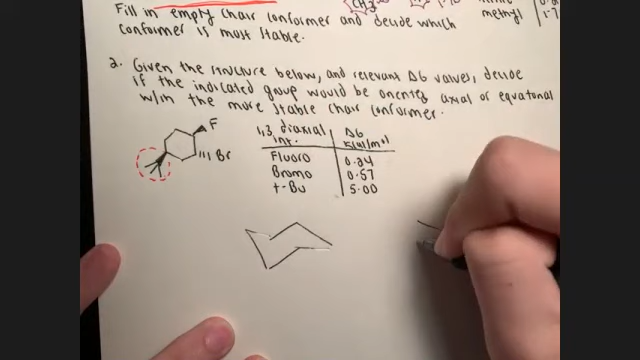 CH3
Fill in empty chair conformer and decide which
methyl
conformer is most stable.
2. Given the structure below, and relevant ΔG values, decide
if the indicated group would be oriented axial or equatorial
w/in the more stable chair conformer.
F
Br
1,3 diaxial int. ΔG kcal/mol
Fluoro 0.24
Bromo 0.57
t-Bu 5.00